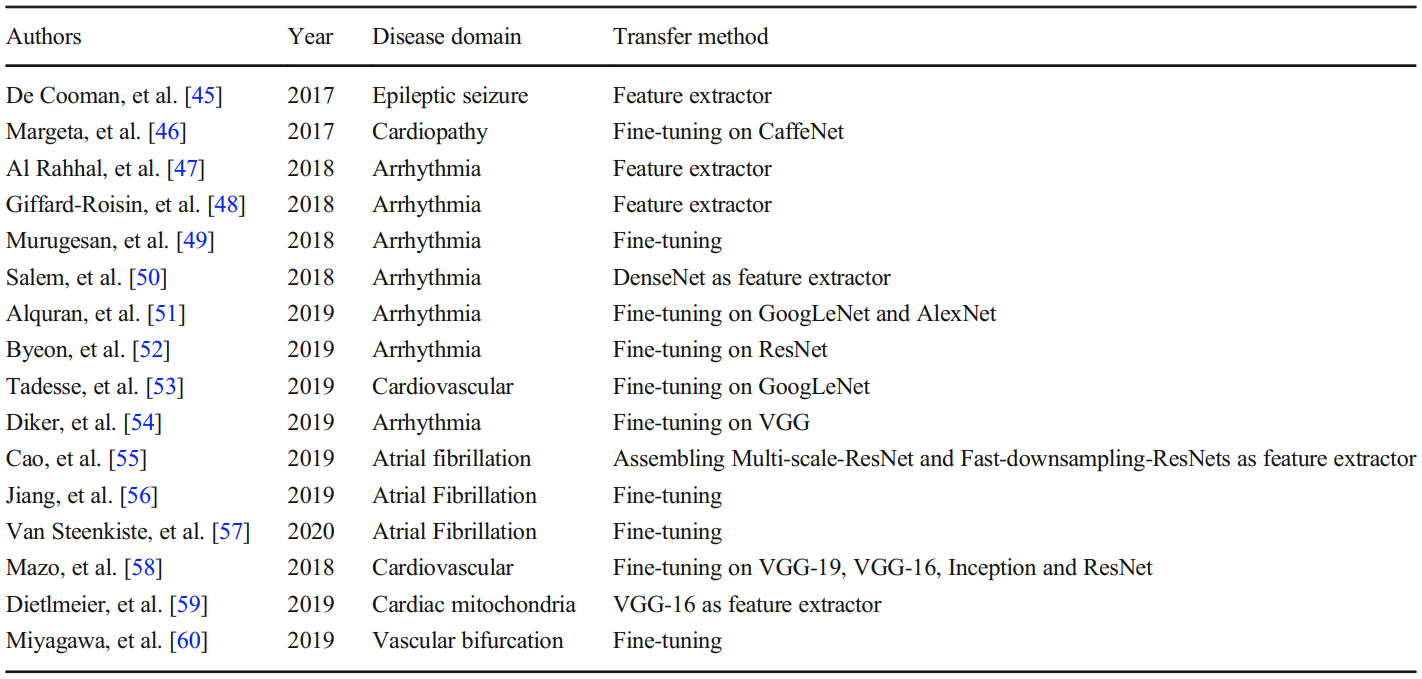 Authors Year Disease domain Transfer method
De Cooman, et al. [45] 2017 Epileptic seizure Feature extractor
Margeta, et al. [46] 2017 Cardiopathy Fine-tuning on CaffeNet
Al Rahhal, et al. [47] 2018 Arrhythmia Feature extractor
Giffard-Roisin, et al. [48] 2018 Arrhythmia Feature extractor
Murugesan, et al. [49] 2018 Arrhythmia Fine-tuning
Salem, et al. [50] 2018 Arrhythmia DenseNet as feature extractor
Alquran, et al. [51] 2019 Arrhythmia Fine-tuning on GoogLeNet and AlexNet
Byeon, et al. [52] 2019 Arrhythmia Fine-tuning on ResNet
Tadesse, et al. [53] 2019 Cardiovascular Fine-tuning on GoogLeNet
Diker, et al. [54] 2019 Arrhythmia Fine-tuning on VGG
Cao, et al. [55] 2019 Atrial fibrillation Assembling Multi-scale-ResNet and Fast-downsampling-ResNets as feature extractor
Jiang, et al. [56] 2019 Atrial Fibrillation Fine-tuning
Van Steenkiste, et al. [57] 2020 Atrial Fibrillation Fine-tuning
Mazo, et al. [58] 2018 Cardiovascular Fine-tuning on VGG-19, VGG-16, Inception and ResNet
Dietlmeier, et al. [59] 2019 Cardiac mitochondria VGG-16 as feature extractor
Miyagawa, et al. [60] 2019 Vascular bifurcation Fine-tuning